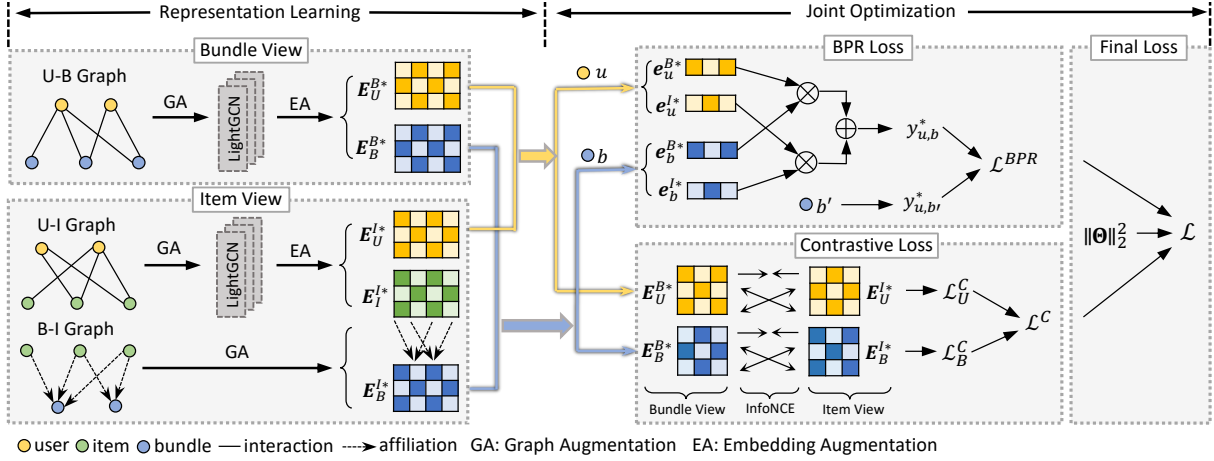 Representation Learning
Joint Optimization
Bundle View
U-B Graph
GA
LightGCN
EA
E_U^{B*}
E_B^{B*}
Item View
U-I Graph
GA
LightGCN
EA
E_U^{I*}
E_I^{I*}
B-I Graph
GA
E_B^{I*}
u
b
BPR Loss
e_u^{B*}
e_u^{I*}
e_b^{B*}
e_b^{I*}
⊗
⊗
⊕
y_{u,b}^*
b′
y_{u,b′}^*
ℒ^{BPR}
Contrastive Loss
E_U^{B*}
E_U^{I*}
ℒ_U^C
E_B^{B*}
E_B^{I*}
ℒ_B^C
ℒ^C
Bundle View
InfoNCE
Item View
Final Loss
‖Θ‖_2^2
ℒ
user item bundle interaction affiliation GA: Graph Augmentation EA: Embedding Augmentation